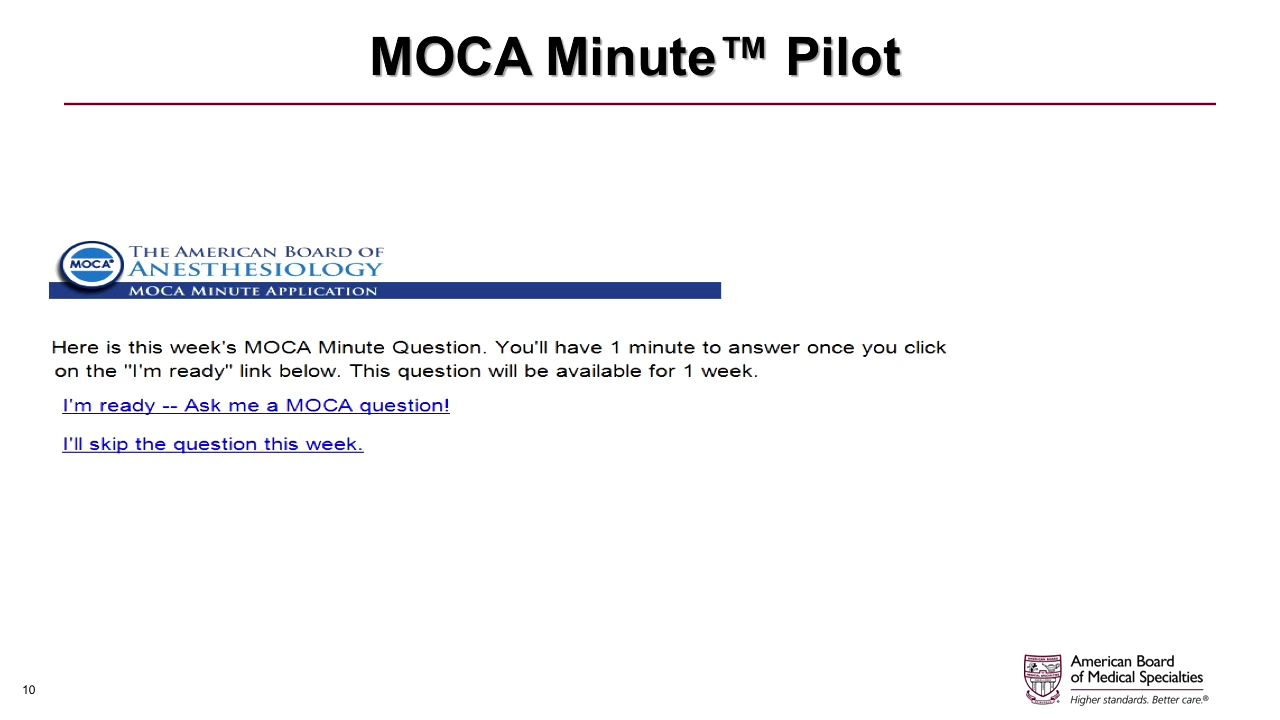 MOCA Minute™ Pilot
MOCA®
THE AMERICAN BOARD OF
ANESTHESIOLOGY
MOCA MINUTE APPLICATION
Here is this week's MOCA Minute Question. You'll have 1 minute to answer once you click
on the "I'm ready" link below. This question will be available for 1 week.
I'm ready -- Ask me a MOCA question!
I'll skip the question this week.
10
American Board
of Medical Specialties
Higher standards. Better care.®